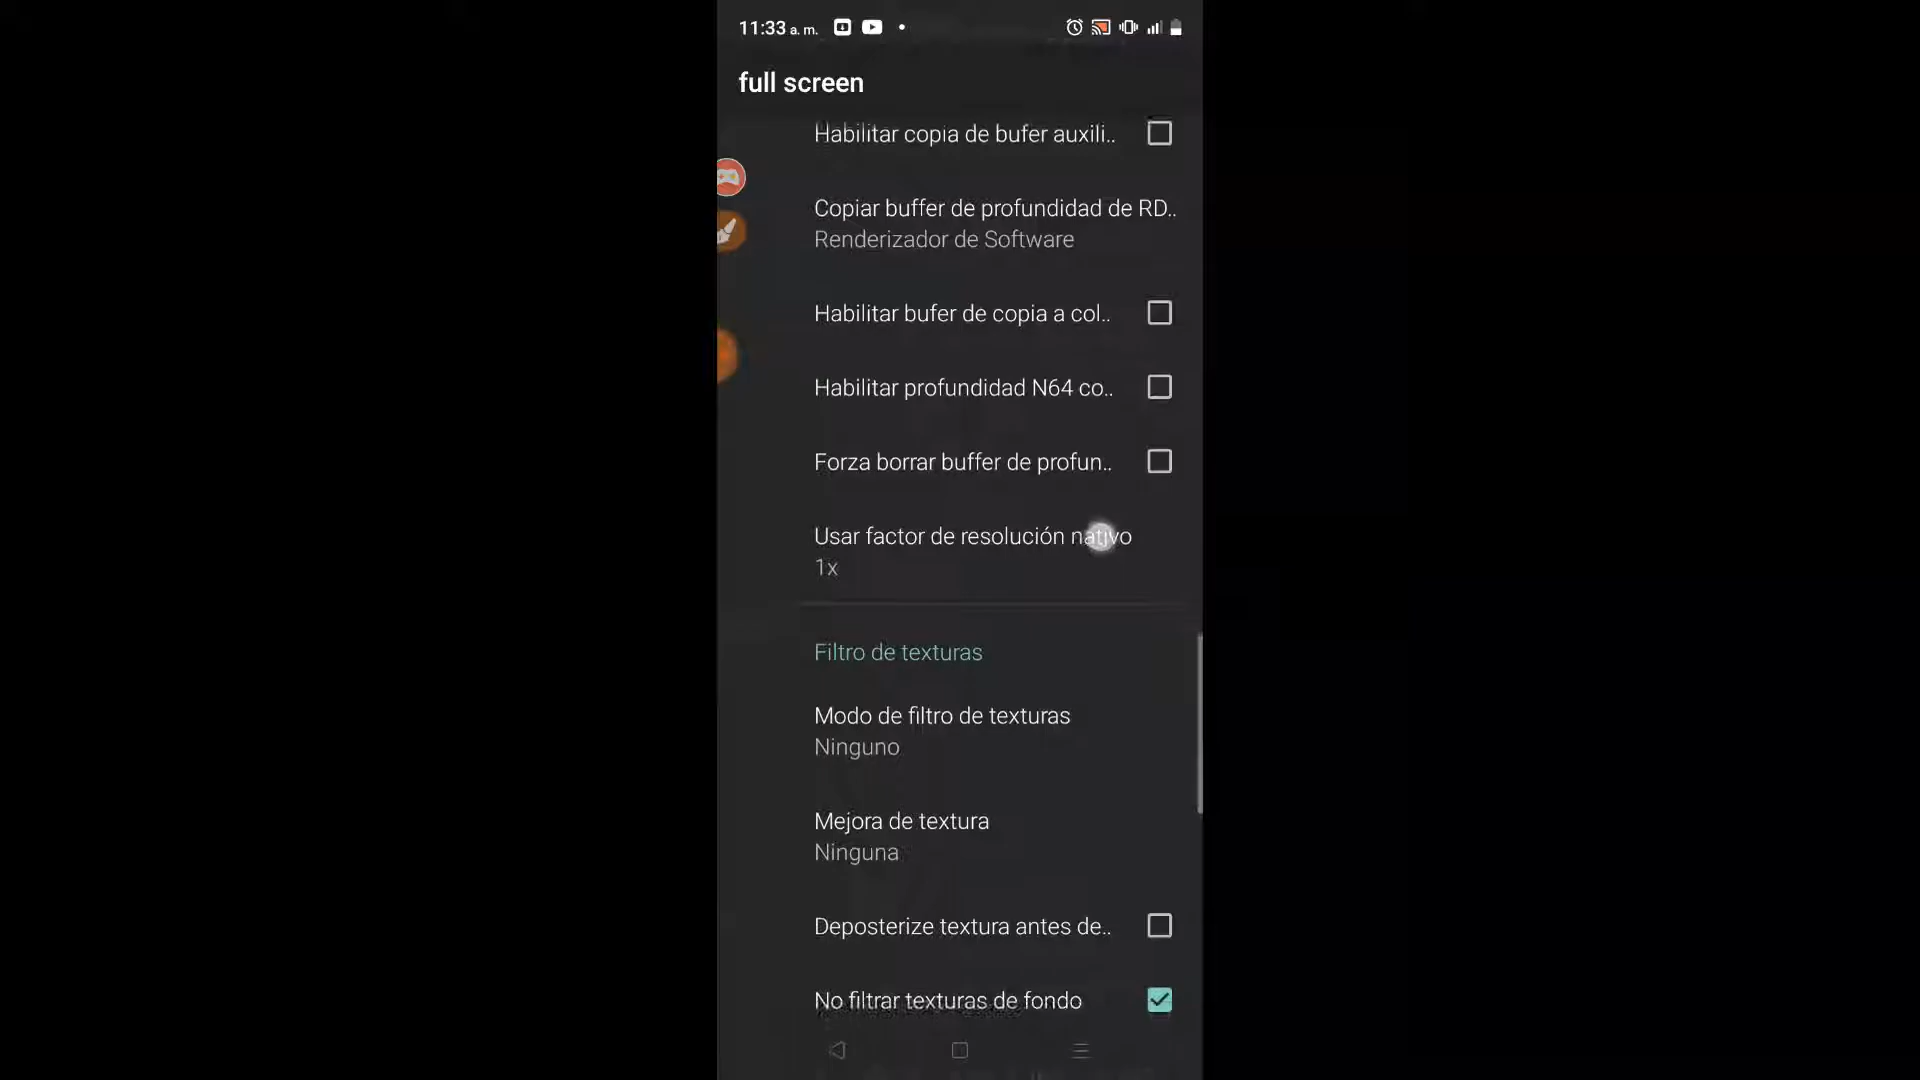 11:33 a. m.
full screen
Habilitar copia de bufer auxili..
Copiar buffer de profundidad de RD..
Renderizador de Software
Habilitar bufer de copia a col..
Habilitar profundidad N64 co..
Forza borrar buffer de profun..
Usar factor de resolución nativo
1x
Filtro de texturas
Modo de filtro de texturas
Ninguno
Mejora de textura
Ninguna
Deposterize textura antes de..
No filtrar texturas de fondo